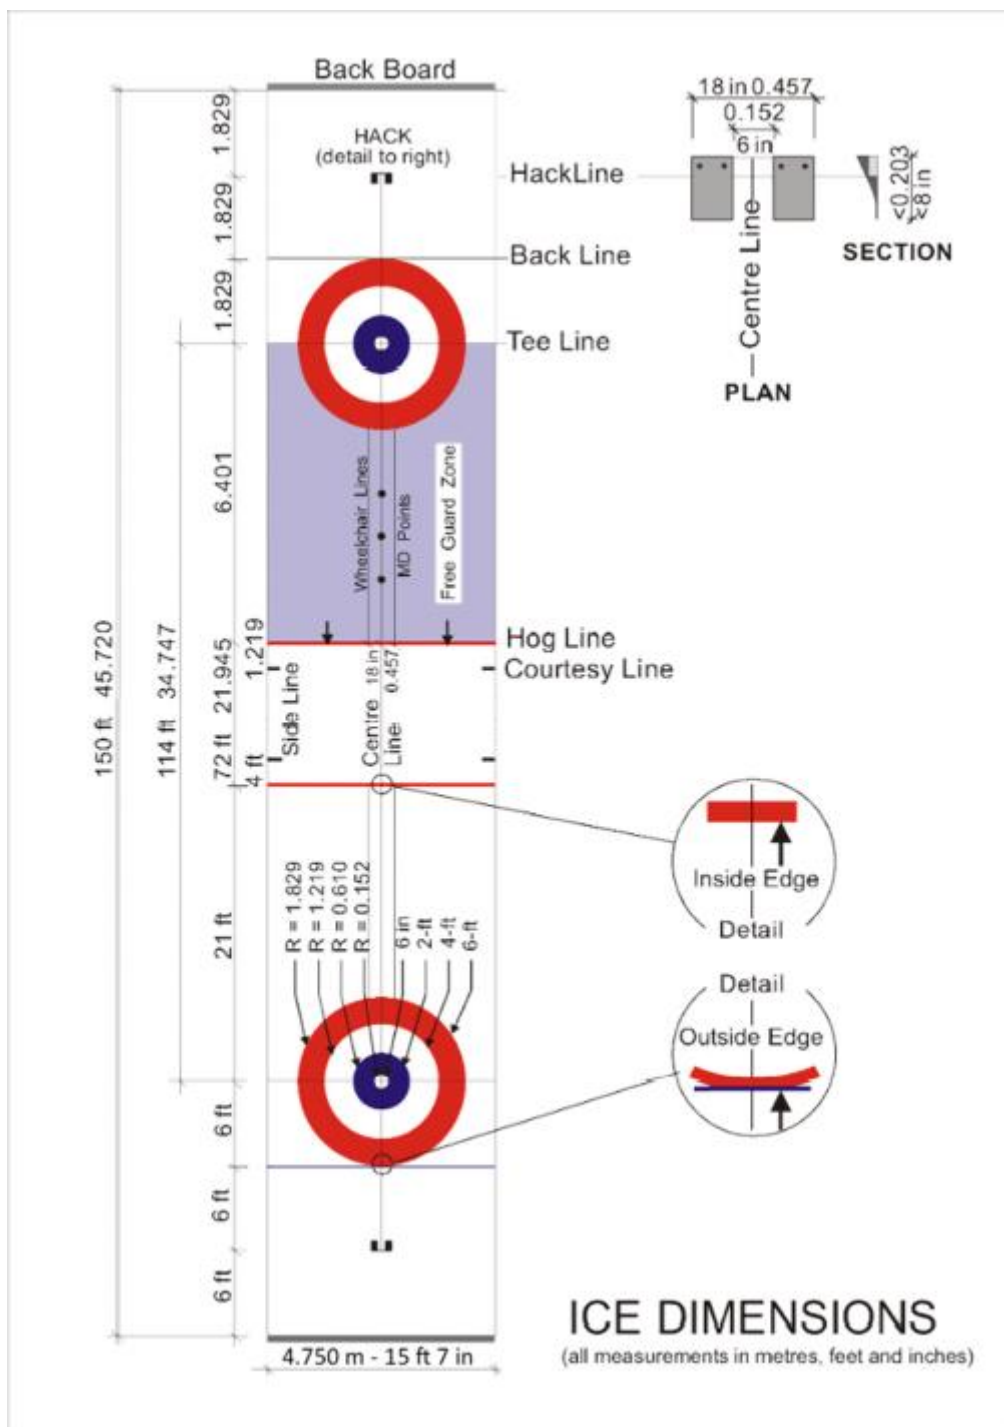 Back Board
HACK
(detail to right)
HackLine
Back Line
Tee Line
Hog Line
Courtesy Line
18 in 0.457
0.152
6 in
Centre Line
<0.203
<8 in
SECTION
PLAN
1.829
1.829
1.829
6.401
Wheelchair Lines
MD Points
Free Guard Zone
150 ft 45.720
114 ft 34.747
72 ft 21.945
4 ft 1.219
Side Line
Centre 18 in
Line 0.457
21 ft
R = 1.829
R = 1.219
R = 0.610
R = 0.152
6 in
2-ft
4-ft
6-ft
Inside Edge
Detail
Detail
Outside Edge
6 ft
6 ft
6 ft
4.750 m - 15 ft 7 in
ICE DIMENSIONS
(all measurements in metres, feet and inches)